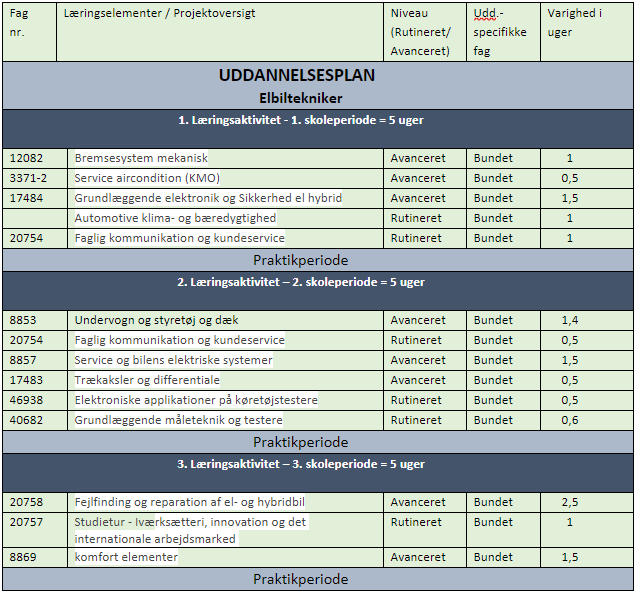 Fag nr. Læringselementer / Projektoversigt Niveau (Rutineret/ Avanceret) Udd.- specifikke fag Varighed i uger
UDDANNELSESPLAN
Elbiltekniker
1. Læringsaktivitet - 1. skoleperiode = 5 uger
12082 Bremsesystem mekanisk Avanceret Bundet 1
3371-2 Service aircondition (KMO) Avanceret Bundet 0,5
17484 Grundlæggende elektronik og Sikkerhed el hybrid Avanceret Bundet 1,5
Automotive klima- og bæredygtighed Rutineret Bundet 1
20754 Faglig kommunikation og kundeservice Rutineret Bundet 1
Praktikperiode
2. Læringsaktivitet – 2. skoleperiode = 5 uger
8853 Undervogn og styretøj og dæk Avanceret Bundet 1,4
20754 Faglig kommunikation og kundeservice Rutineret Bundet 0,5
8857 Service og bilens elektriske systemer Avanceret Bundet 1,5
17483 Trækaksler og differentiale Avanceret Bundet 0,5
46938 Elektroniske applikationer på køretøjstestere Rutineret Bundet 0,5
40682 Grundlæggende måleteknik og testere Rutineret Bundet 0,6
Praktikperiode
3. Læringsaktivitet – 3. skoleperiode = 5 uger
20758 Fejlfinding og reparation af el- og hybridbil Avanceret Bundet 2,5
20757 Studietur - Iværksætteri, innovation og det Rutineret Bundet 1
internationale arbejdsmarked
8869 komfort elementer Avanceret Bundet 1,5
Praktikperiode